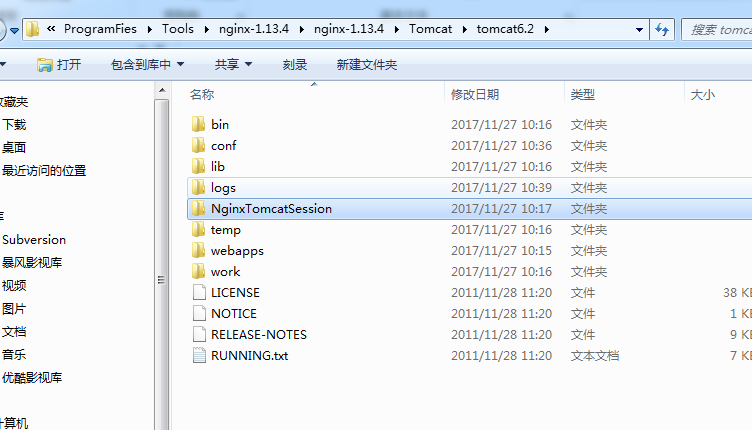 « ProgramFies ▸ Tools ▸ nginx-1.13.4 ▸ nginx-1.13.4 ▸ Tomcat ▸ tomcat6.2 ▸ 搜索 tomca
打开 包含到库中 共享 刻录 新建文件夹
收藏夹
下载
桌面
最近访问的位置
库
Subversion
暴风影视库
视频
图片
文档
音乐
优酷影视库
计算机
名称 修改日期 类型 大小
bin 2017/11/27 10:16 文件夹
conf 2017/11/27 10:36 文件夹
lib 2017/11/27 10:16 文件夹
logs 2017/11/27 10:39 文件夹
NginxTomcatSession 2017/11/27 10:17 文件夹
temp 2017/11/27 10:16 文件夹
webapps 2017/11/27 10:15 文件夹
work 2017/11/27 10:16 文件夹
LICENSE 2011/11/28 11:20 文件 38 KB
NOTICE 2011/11/28 11:20 文件 1 KB
RELEASE-NOTES 2011/11/28 11:20 文件 9 KB
RUNNING.txt 2011/11/28 11:20 文本文档 7 KB